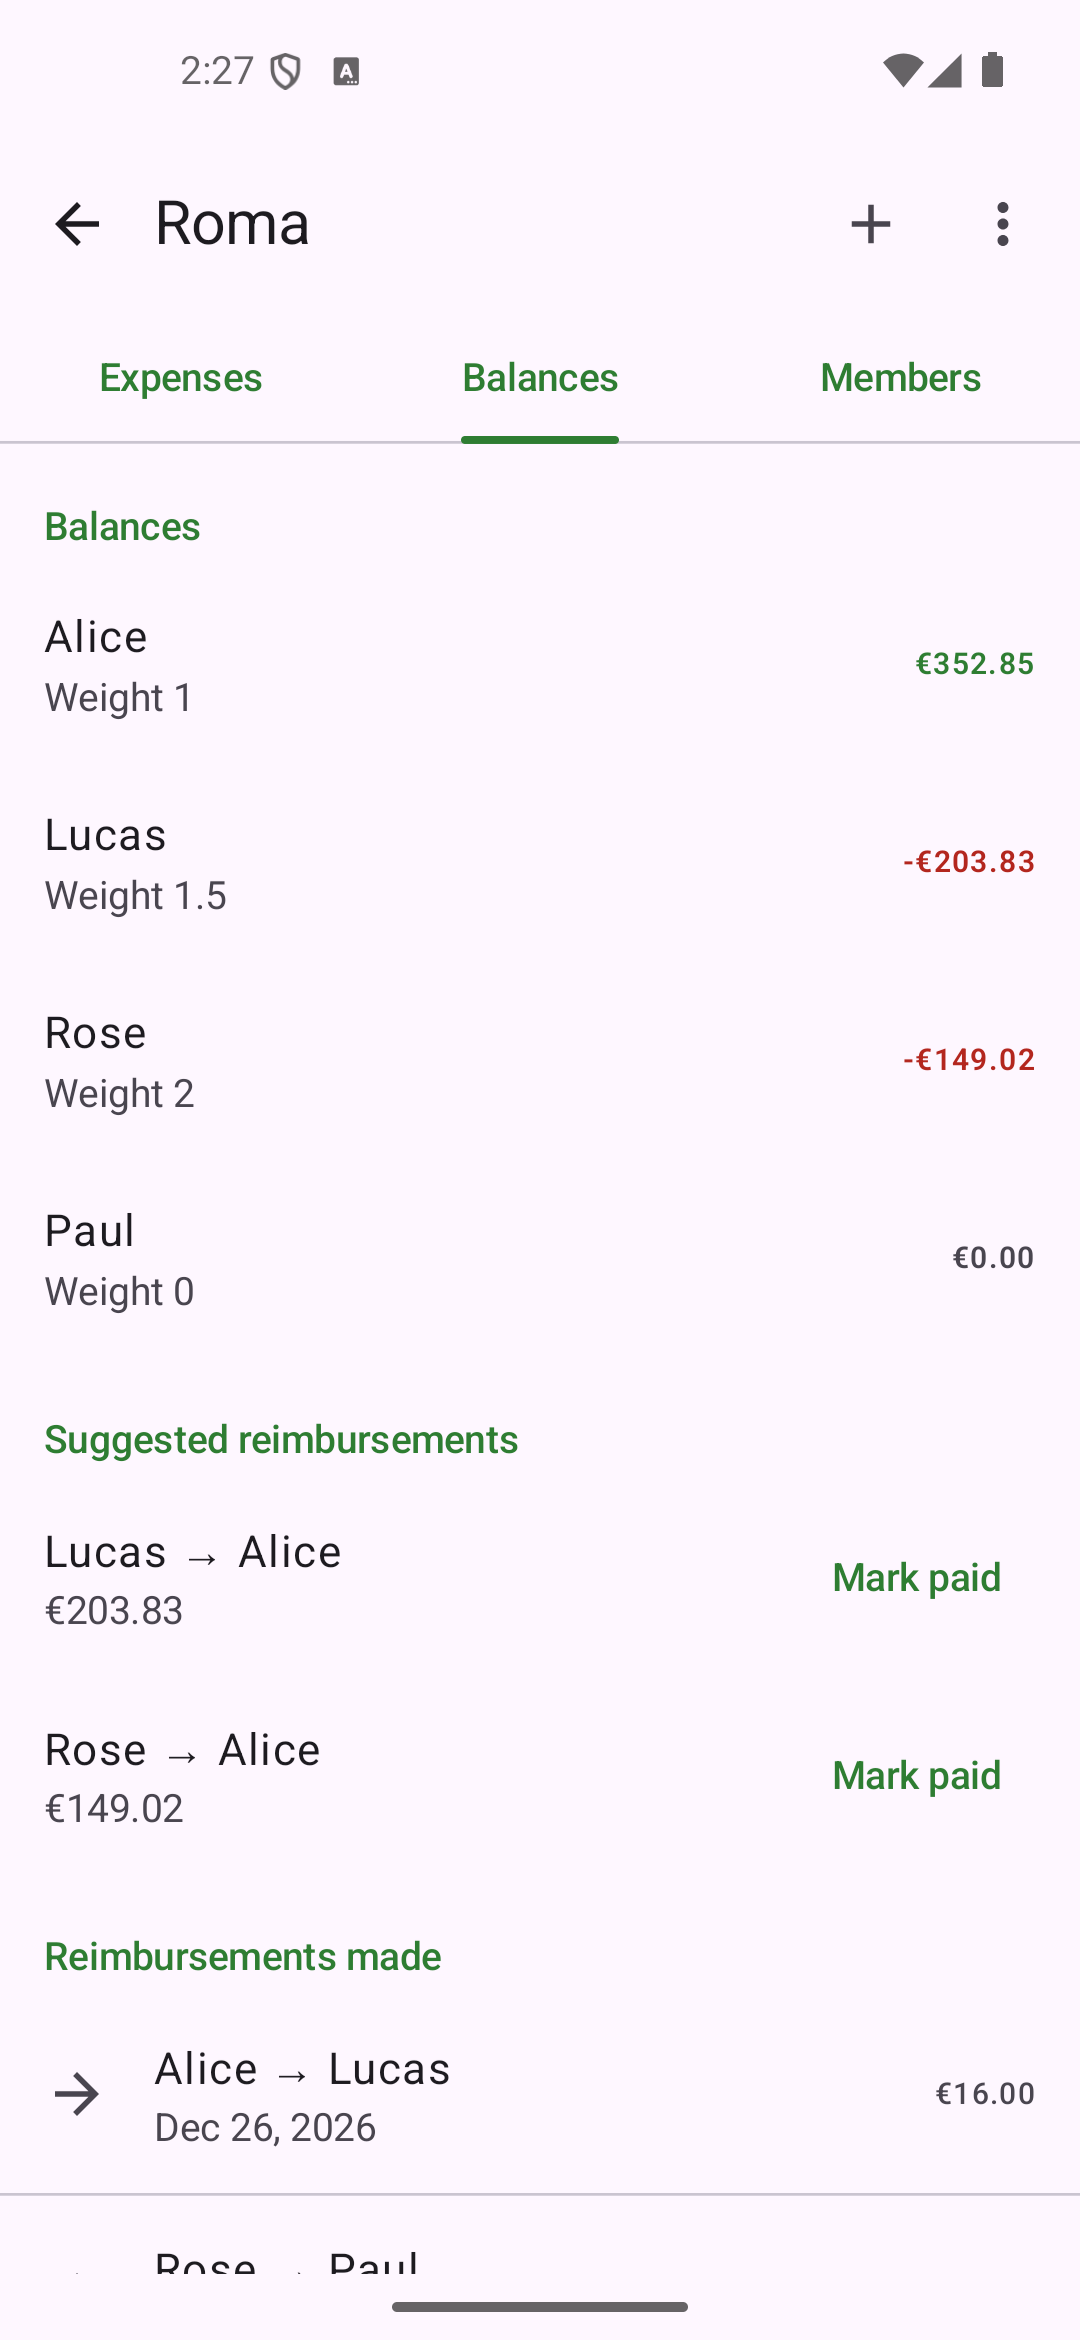 2:27
Roma
Expenses
Balances
Members
Balances
Alice
Weight 1
€352.85
Lucas
Weight 1.5
-€203.83
Rose
Weight 2
-€149.02
Paul
Weight 0
€0.00
Suggested reimbursements
Lucas → Alice
€203.83
Mark paid
Rose → Alice
€149.02
Mark paid
Reimbursements made
Alice → Lucas
Dec 26, 2026
€16.00
Rose → Paul